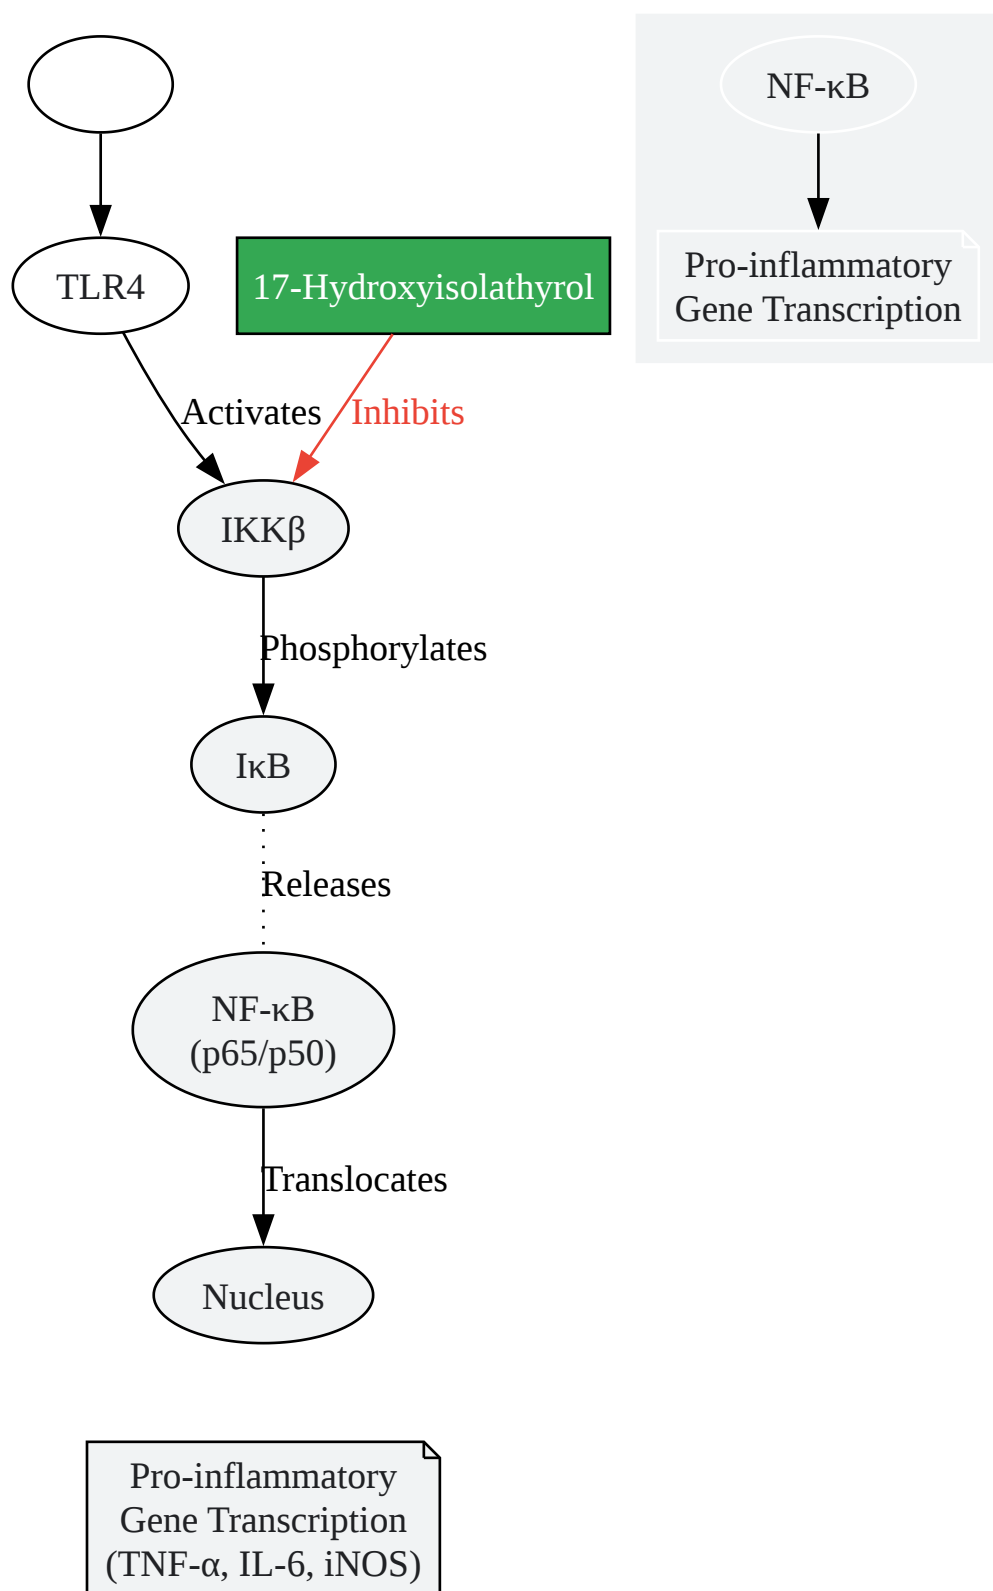 NF-κB
TLR4
17-Hydroxyisolathyrol
Pro-inflammatory
Gene Transcription
Activates
Inhibits
IKKβ
Phosphorylates
IκB
Releases
NF-κB
(p65/p50)
Translocates
Nucleus
Pro-inflammatory
Gene Transcription
(TNF-α, IL-6, iNOS)